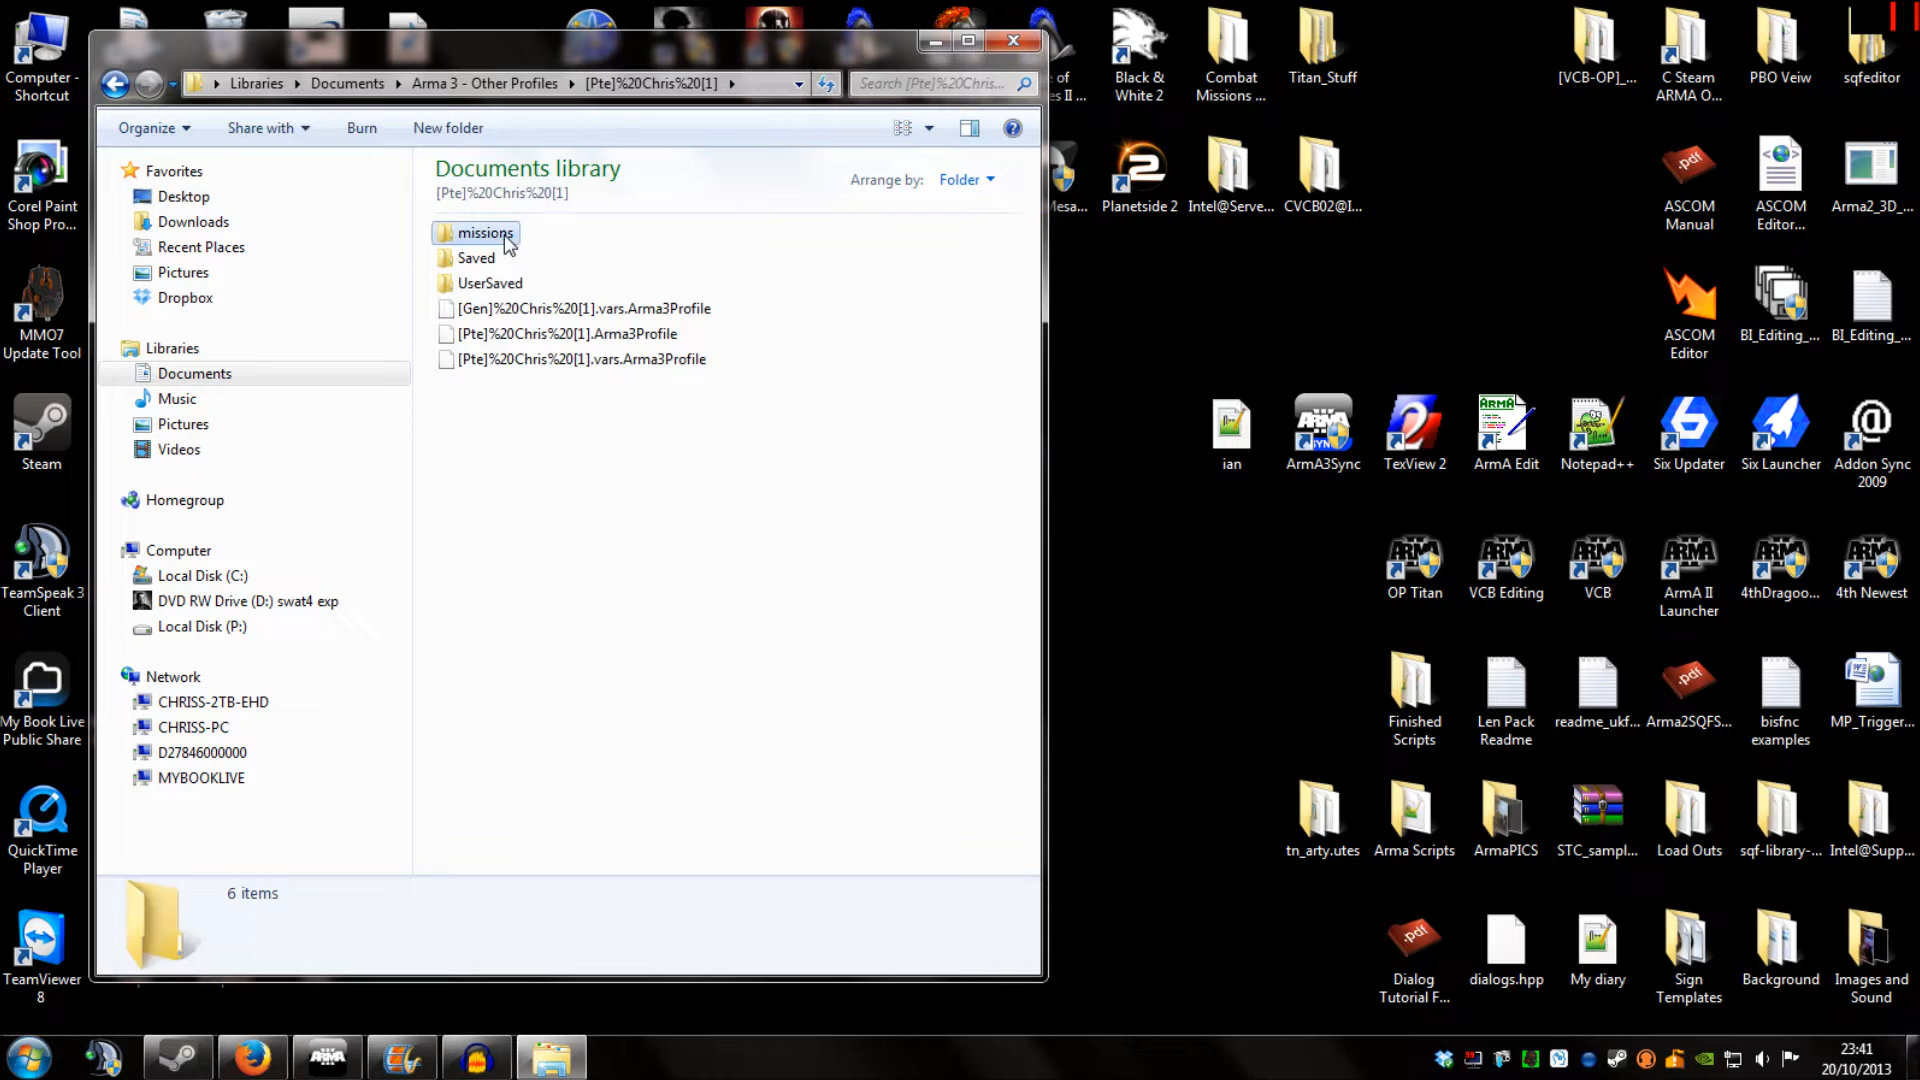 Computer -
Shortcut
Corel Paint
Shop Pro...
MMO7
Update Tool
Steam
TeamSpeak 3
Client
My Book Live
Public Share
QuickTime
Player
TeamViewer
8
Libraries
Documents
Arma 3 - Other Profiles
[Pte]%20Chris%20[1]
Search [Pte]%20Chris...
Organize
Share with
Burn
New folder
Favorites
Desktop
Downloads
Recent Places
Pictures
Dropbox
Libraries
Documents
Music
Pictures
Videos
Homegroup
Computer
Local Disk (C:)
DVD RW Drive (D:) swat4 exp
Local Disk (P:)
Network
CHRISS-2TB-EHD
CHRISS-PC
D27846000000
MYBOOKLIVE
Documents library
[Pte]%20Chris%20[1]
Arrange by:
Folder
missions
Saved
UserSaved
[Gen]%20Chris%20[1].vars.Arma3Profile
[Pte]%20Chris%20[1].Arma3Profile
[Pte]%20Chris%20[1].vars.Arma3Profile
6 items
Black &
White 2
Combat
Missions ...
Titan_Stuff
[VCB-OP]_...
C Steam
ARMA O...
PBO Veiw
sqfeditor
Planetside 2
Intel@Serve...
CVCB02@I...
ASCOM
Manual
ASCOM
Editor...
Arma2_3D_...
ASCOM
Editor
BI_Editing_...
BI_Editing_...
ian
ArmA3Sync
TexView 2
ArmA Edit
Notepad++
Six Updater
Six Launcher
Addon Sync
2009
OP Titan
VCB Editing
VCB
ArmA II
Launcher
4thDragoo...
4th Newest
Finished
Scripts
Len Pack
Readme
readme_ukf...
Arma2SQFS...
bisfnc
examples
MP_Trigger...
tn_arty.utes
Arma Scripts
ArmaPICS
STC_sampl...
Load Outs
sqf-library-...
Intel@Supp...
Dialog
Tutorial F...
dialogs.hpp
My diary
Sign
Templates
Background
Images and
Sound
23:41
20/10/2013